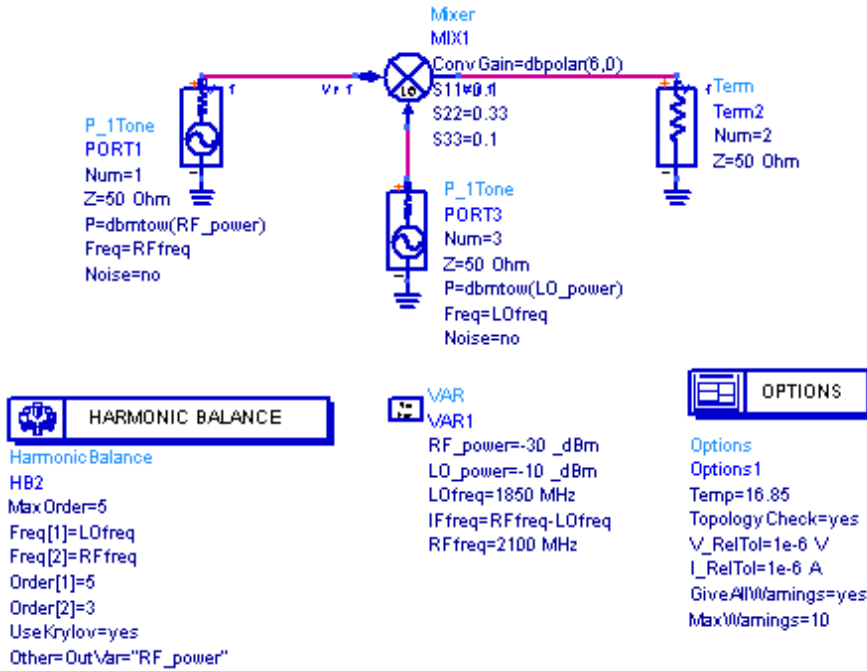 Mixer
MIX1
ConvGain=dbpolar(6,0)
S11=0.1
S22=0.33
S33=0.1
LO
P_1Tone
PORT1
Num=1
Z=50 Ohm
P=dbmtow(RF_power)
Freq=RFfreq
Noise=no
P_1Tone
PORT3
Num=3
Z=50 Ohm
P=dbmtow(LO_power)
Freq=LOfreq
Noise=no
Term
Term2
Num=2
Z=50 Ohm
HARMONIC BALANCE
HarmonicBalance
HB2
MaxOrder=5
Freq[1]=LOfreq
Freq[2]=RFfreq
Order[1]=5
Order[2]=3
UseKrylov=yes
Other=OutVar="RF_power"
VAR
VAR1
RF_power=-30 _dBm
LO_power=-10 _dBm
LOfreq=1850 MHz
IFfreq=RFfreq-LOfreq
RFfreq=2100 MHz
OPTIONS
Options
Options1
Temp=16.85
TopologyCheck=yes
V_RelTol=1e-6 V
I_RelTol=1e-6 A
GiveAllWarnings=yes
MaxWarnings=10